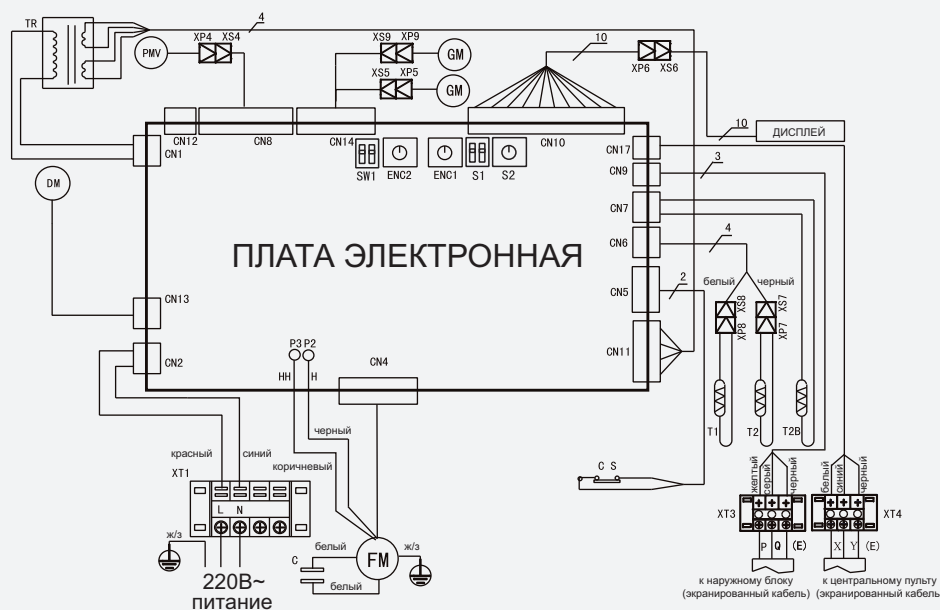 TR
4
XP4 XS4
XS9 XP9
10
PMV
GM
XP6 XS6
XS5 XP5
GM
10
ДИСПЛЕЙ
CN12
CN8
CN14
CN10
CN1
CN17
3
CN9
SW1
ENC2
ENC1
S1
S2
DM
CN7
4
CN6
ПЛАТА ЭЛЕКТРОННАЯ
белый
черный
2
CN5
XP8 XS8
XP7 XS7
CN13
CN11
CN2
P3 P2
CN4
HH
H
T1
T2
T2B
черный
красный
синий
коричневый
C S
желтый
серый
черный
белый
синий
черный
XT1
L N
XT3
XT4
P Q (E)
X Y (E)
ж/з
белый
C
FM
ж/з
белый
220В~
питание
к наружному блоку
(экранированный кабель)
к центральному пульту
(экранированный кабель